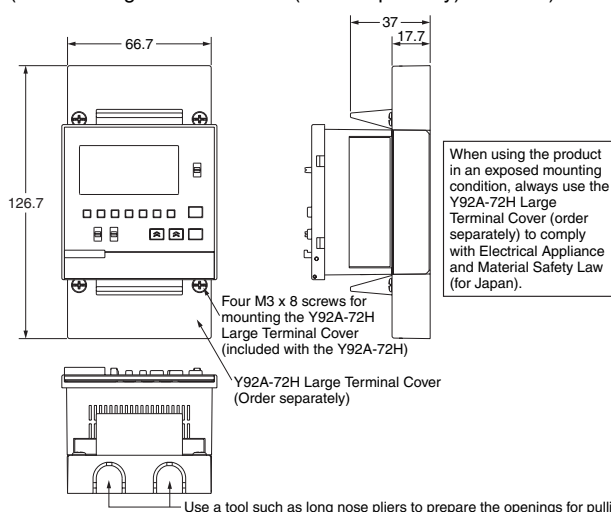 66.7
126.7
37
17.7
When using the product
in an exposed mounting
condition, always use the
Y92A-72H Large
Terminal Cover (order
separately) to comply
with Electrical Appliance
and Material Safety Law
(for Japan).
Four M3 x 8 screws for
mounting the Y92A-72H
Large Terminal Cover
(included with the Y92A-72H)
Y92A-72H Large Terminal Cover
(Order separately)
Use a tool such as long nose pliers to prepare the openings for